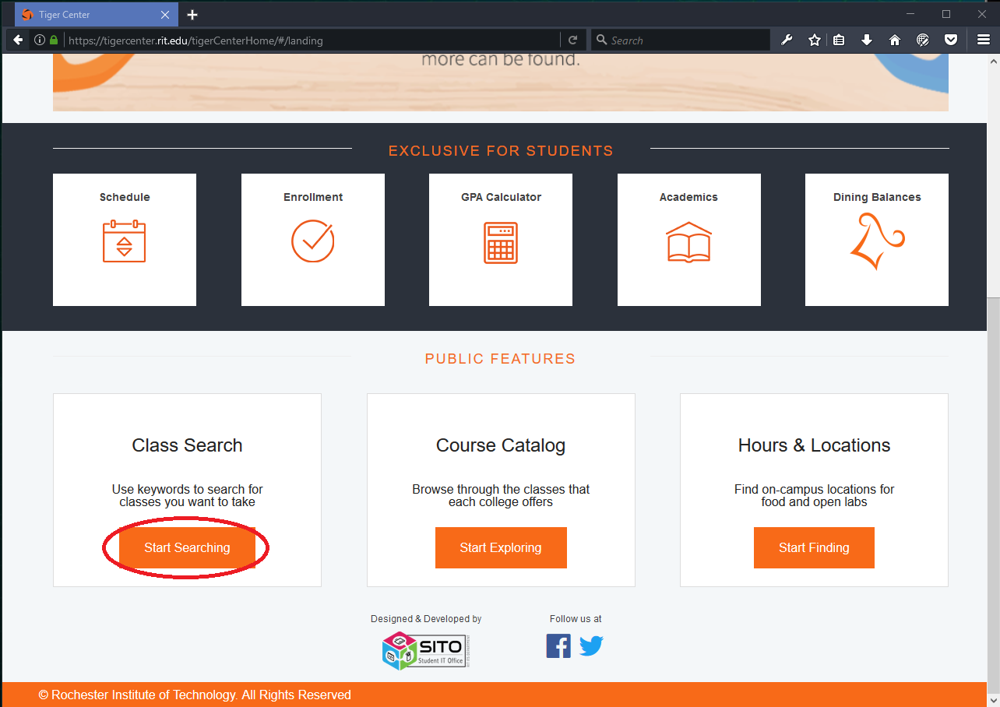 Tiger Center
https://tigercenter.rit.edu/tigerCenterHome/#/landing
Search
more can be found.
EXCLUSIVE FOR STUDENTS
Schedule
Enrollment
GPA Calculator
Academics
Dining Balances
PUBLIC FEATURES
Class Search
Use keywords to search for
classes you want to take
Start Searching
Course Catalog
Browse through the classes that
each college offers
Start Exploring
Hours & Locations
Find on-campus locations for
food and open labs
Start Finding
Designed & Developed by
SITO
Student IT Office
Follow us at
© Rochester Institute of Technology. All Rights Reserved